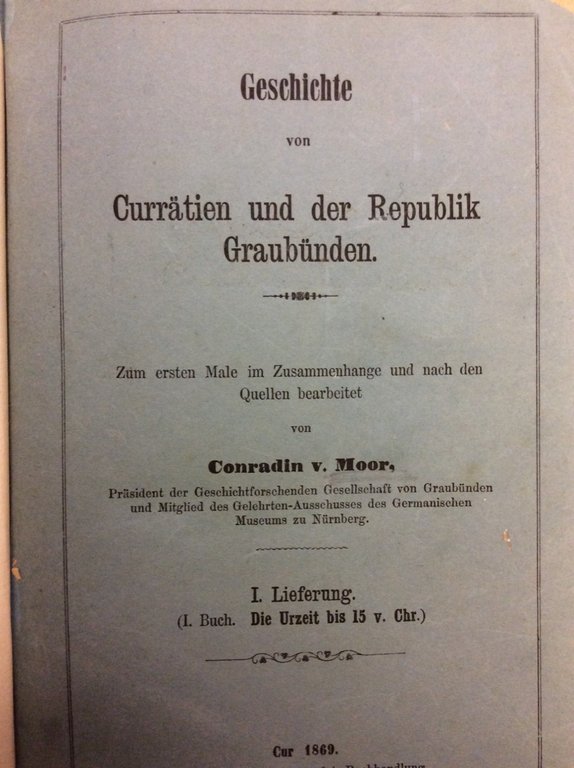 Geschichte
von
Currätien und der Republik
Graubünden.
Zum ersten Male im Zusammenhange und nach den
Quellen bearbeitet
von
Conradin v. Moor,
Präsident der Geschichtforschenden Gesellschaft von Graubünden
und Mitglied des Gelehrten-Ausschusses des Germanischen
Museums zu Nürnberg.
I. Lieferung.
(I. Buch. Die Urzeit bis 15 v. Chr.)
Cur 1869.
Buchhandlung